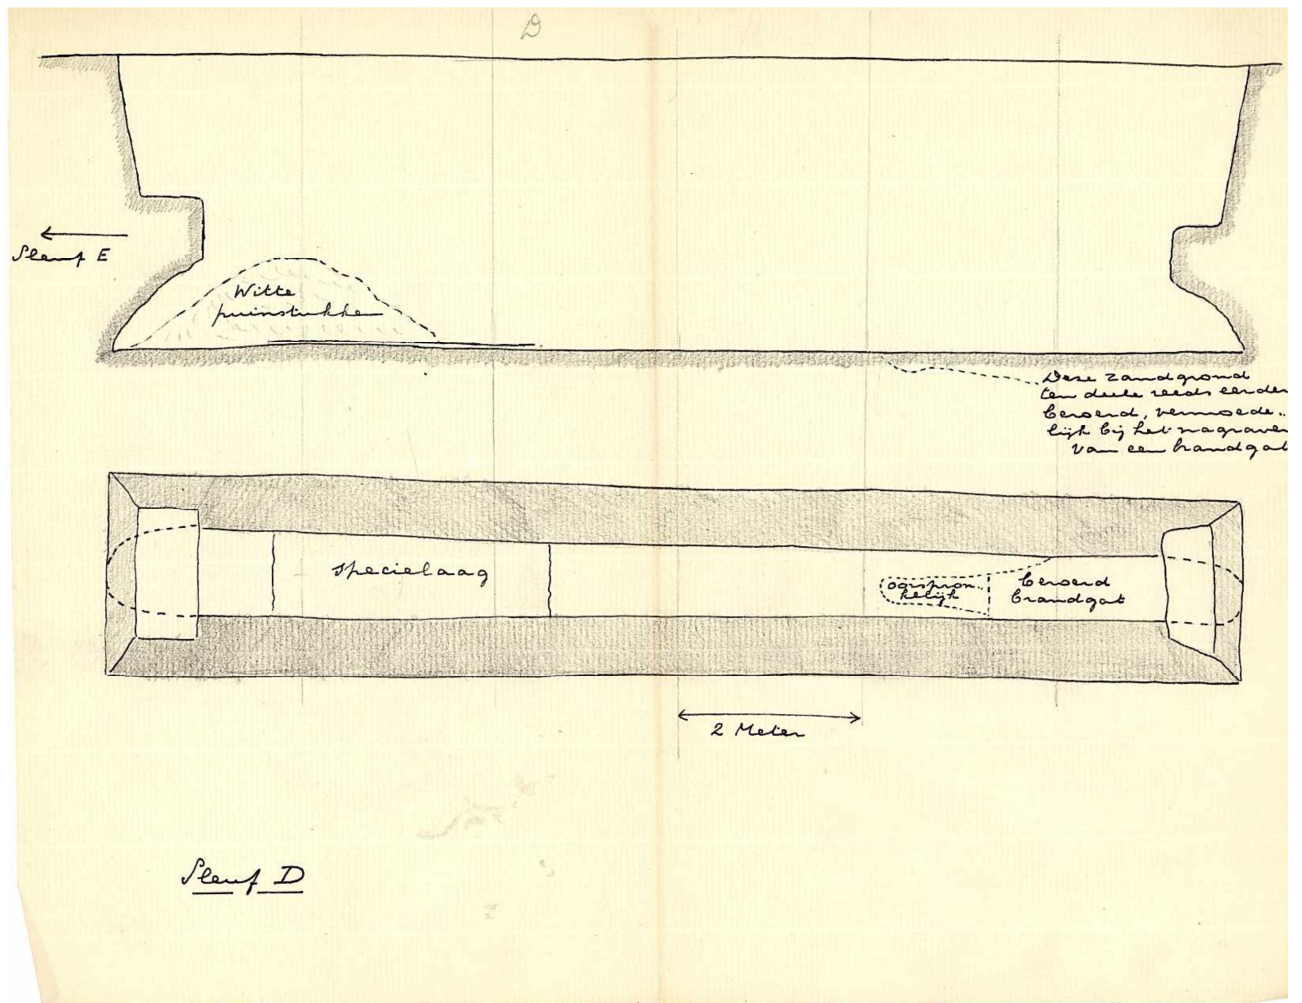 D
Sleuf E
Witte
puinstukken
Deze zandgrond
ten deele reeds eerder
beroerd, vermoede..
lijk bij het nagraven
van een brandgat
specielaag
oorspron
kelijk
beroerd
brandgat
2 Meter
Sleuf D